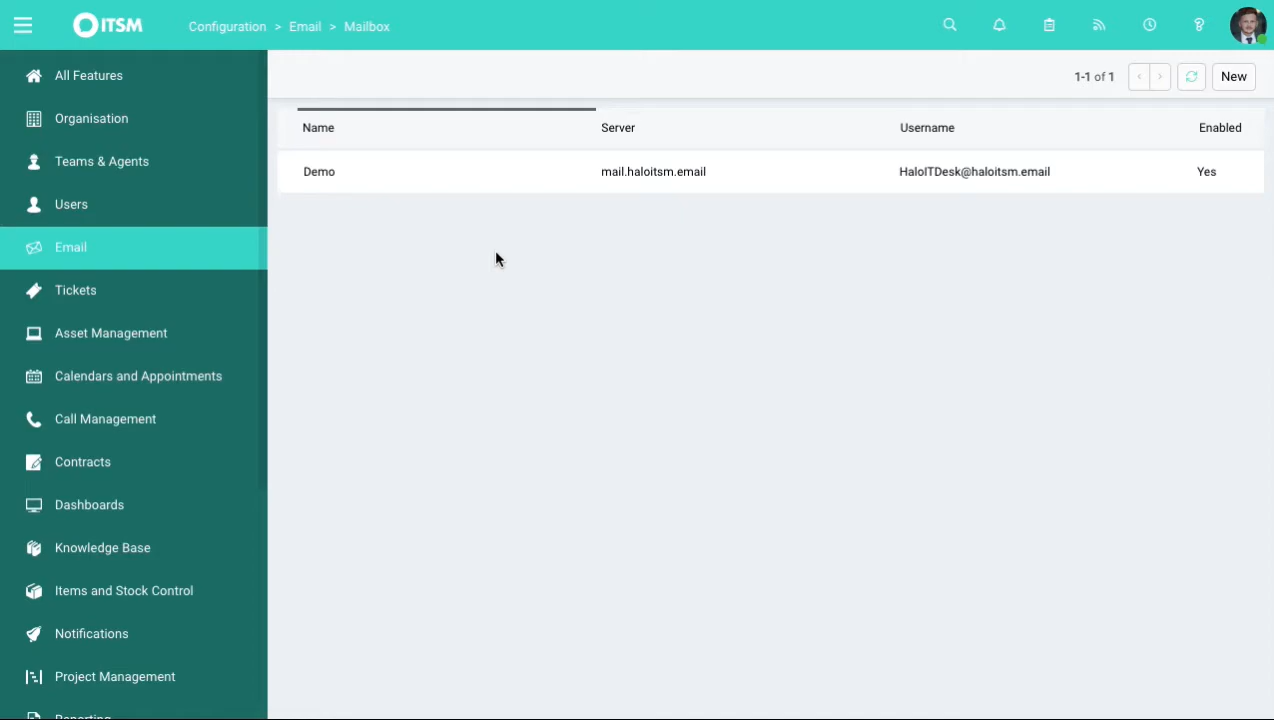 ITSM
Configuration > Email > Mailbox
All Features
Organisation
Teams & Agents
Users
Email
Tickets
Asset Management
Calendars and Appointments
Call Management
Contracts
Dashboards
Knowledge Base
Items and Stock Control
Notifications
Project Management
Reporting
1-1 of 1
New
Name Server Username Enabled
Demo mail.haloitsm.email HaloITDesk@haloitsm.email Yes